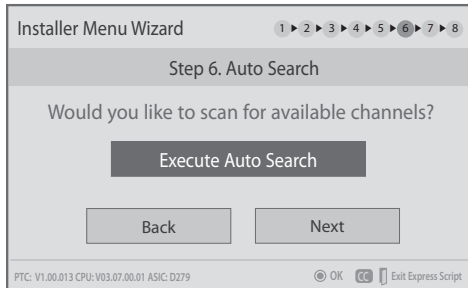 Installer Menu Wizard 1 ▶ 2 ▶ 3 ▶ 4 ▶ 5 ▶ 6 ▶ 7 ▶ 8
Step 6. Auto Search
Would you like to scan for available channels?
Execute Auto Search
Back Next
PTC: V1.00.013 CPU: V03.07.00.01 ASIC: D279 OK CC Exit Express Script